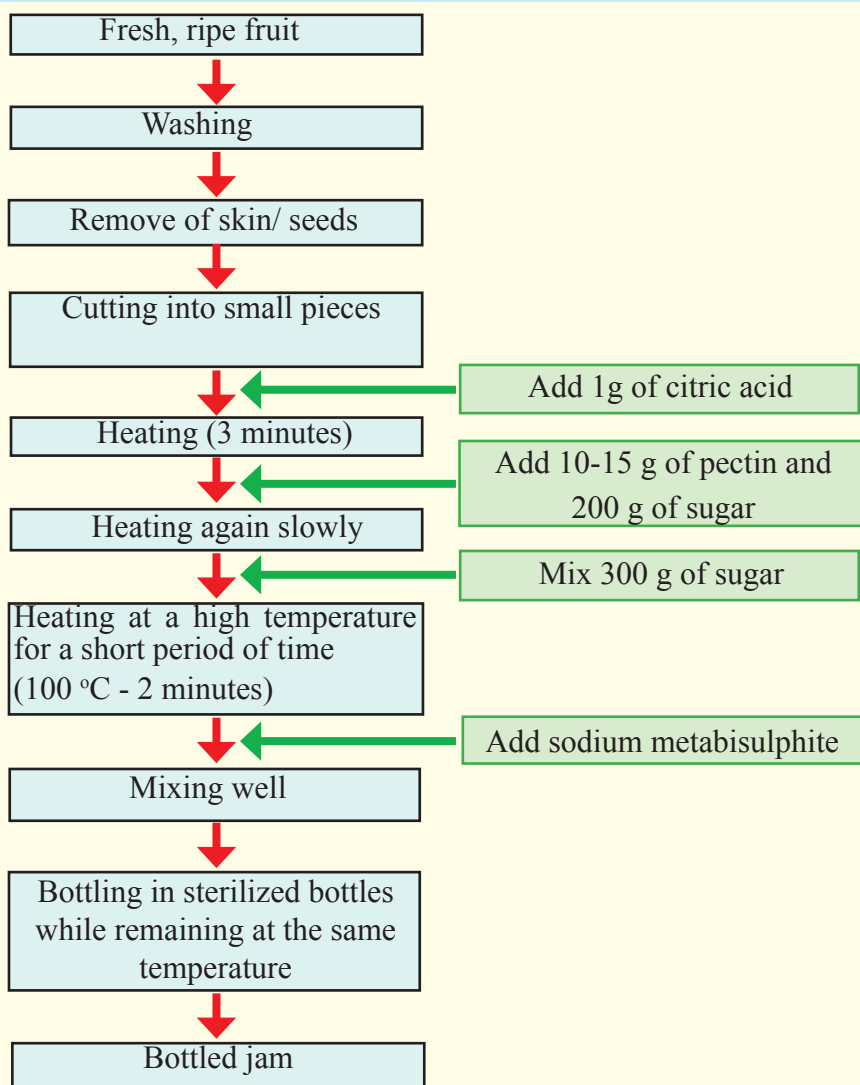 Fresh, ripe fruit
Washing
Remove of skin/ seeds
Cutting into small pieces
Add 1g of citric acid
Heating (3 minutes)
Add 10-15 g of pectin and
200 g of sugar
Heating again slowly
Mix 300 g of sugar
Heating at a high temperature
for a short period of time
(100 °C - 2 minutes)
Add sodium metabisulphite
Mixing well
Bottling in sterilized bottles
while remaining at the same
temperature
Bottled jam